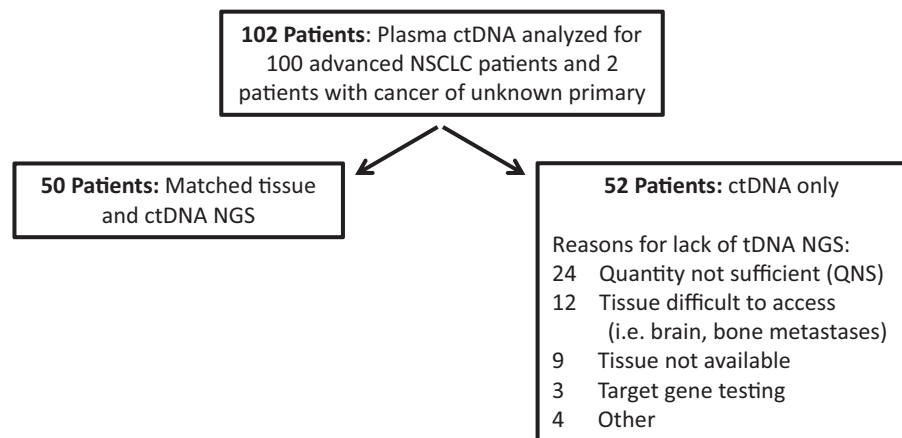 102 Patients: Plasma ctDNA analyzed for
100 advanced NSCLC patients and 2
patients with cancer of unknown primary
50 Patients: Matched tissue
and ctDNA NGS
52 Patients: ctDNA only
Reasons for lack of tDNA NGS:
24 Quantity not sufficient (QNS)
12 Tissue difficult to access
(i.e. brain, bone metastases)
9 Tissue not available
3 Target gene testing
4 Other